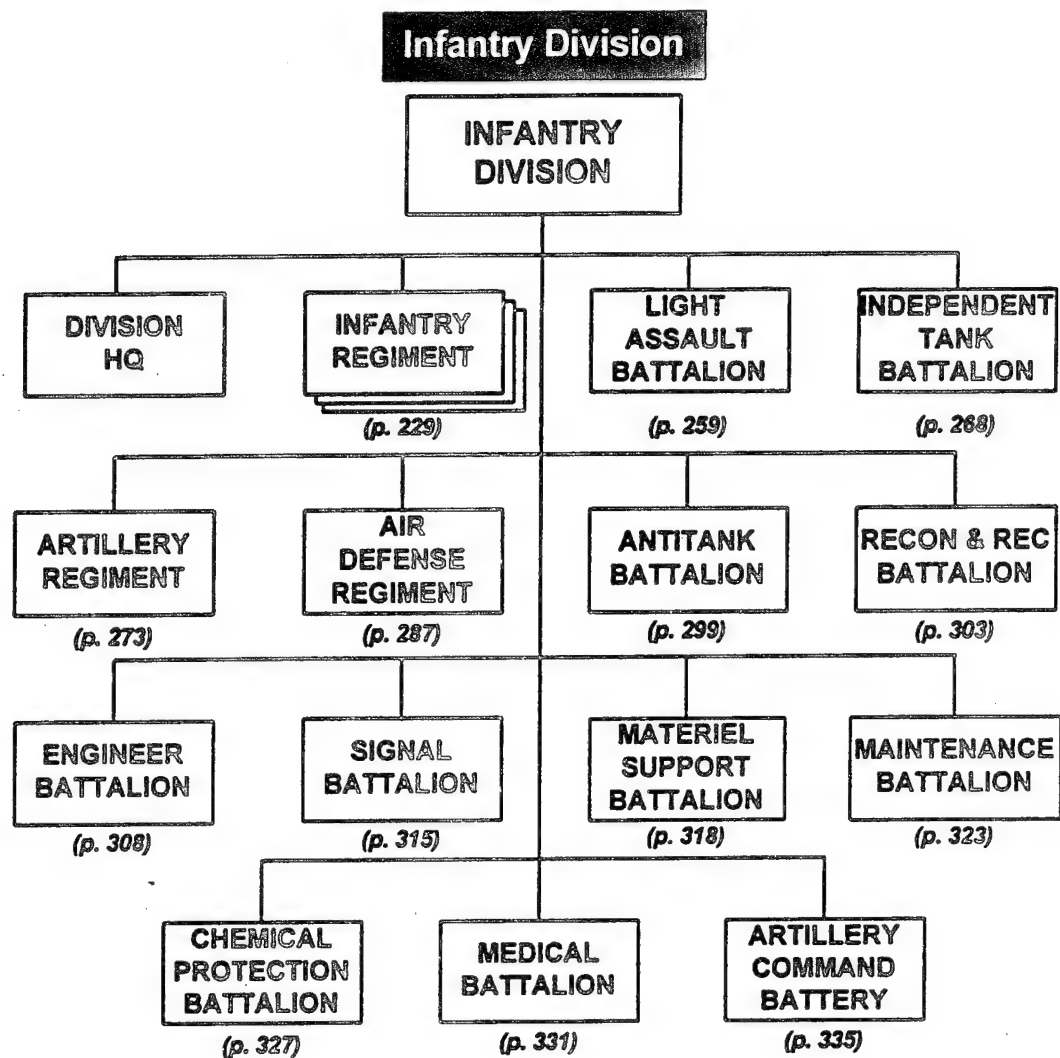 Infantry Division
INFANTRY
DIVISION
DIVISION
HQ
INFANTRY
REGIMENT
(p. 229)
LIGHT
ASSAULT
BATTALION
(p. 259)
INDEPENDENT
TANK
BATTALION
(p. 268)
ARTILLERY
REGIMENT
(p. 273)
AIR
DEFENSE
REGIMENT
(p. 287)
ANTITANK
BATTALION
(p. 299)
RECON & REC
BATTALION
(p. 303)
ENGINEER
BATTALION
(p. 308)
SIGNAL
BATTALION
(p. 315)
MATERIEL
SUPPORT
BATTALION
(p. 318)
MAINTENANCE
BATTALION
(p. 323)
CHEMICAL
PROTECTION
BATTALION
(p. 327)
MEDICAL
BATTALION
(p. 331)
ARTILLERY
COMMAND
BATTERY
(p. 335)